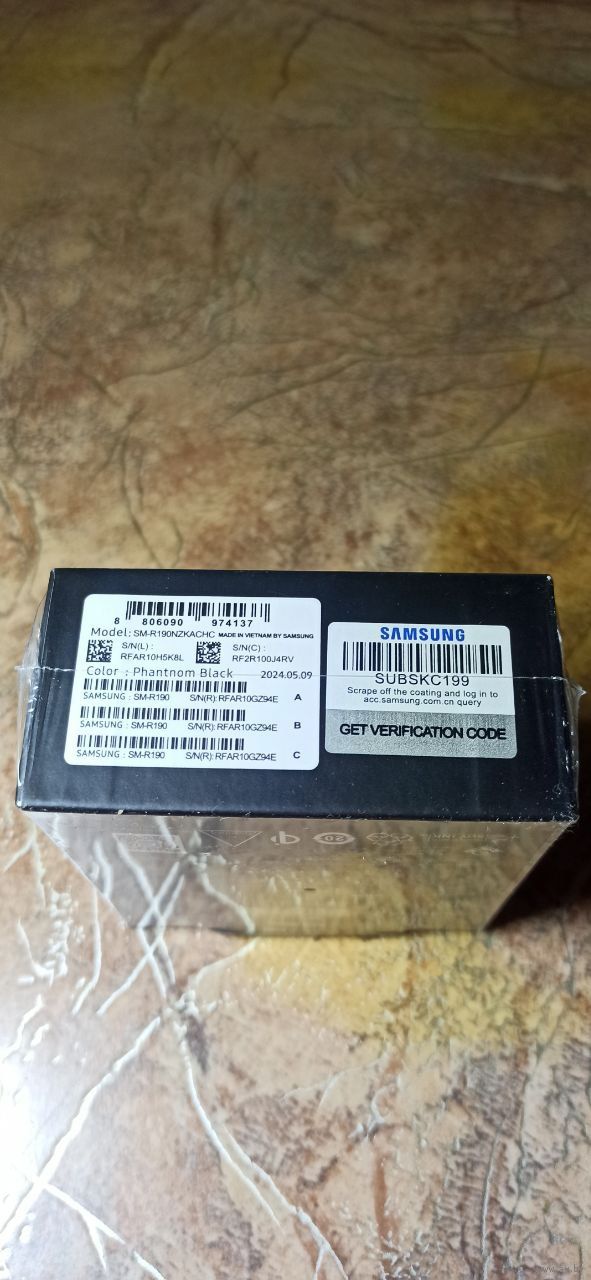 8 806090 974137
Model: SM-R190NZKACHC MADE IN VIETNAM BY SAMSUNG
S/N(L) :
RFAR10H5K8L
S/N(C) :
RF2R100J4RV
Color : Phantnom Black 2024.05.09
SAMSUNG : SM-R190 S/N(R): RFAR10GZ94E A
SAMSUNG : SM-R190 S/N(R): RFAR10GZ94E B
SAMSUNG : SM-R190 S/N(R): RFAR10GZ94E C
SAMSUNG
SUBSKC199
Scrape off the coating and log in to
acc.samsung.com.cn query
GET VERIFICATION CODE
20